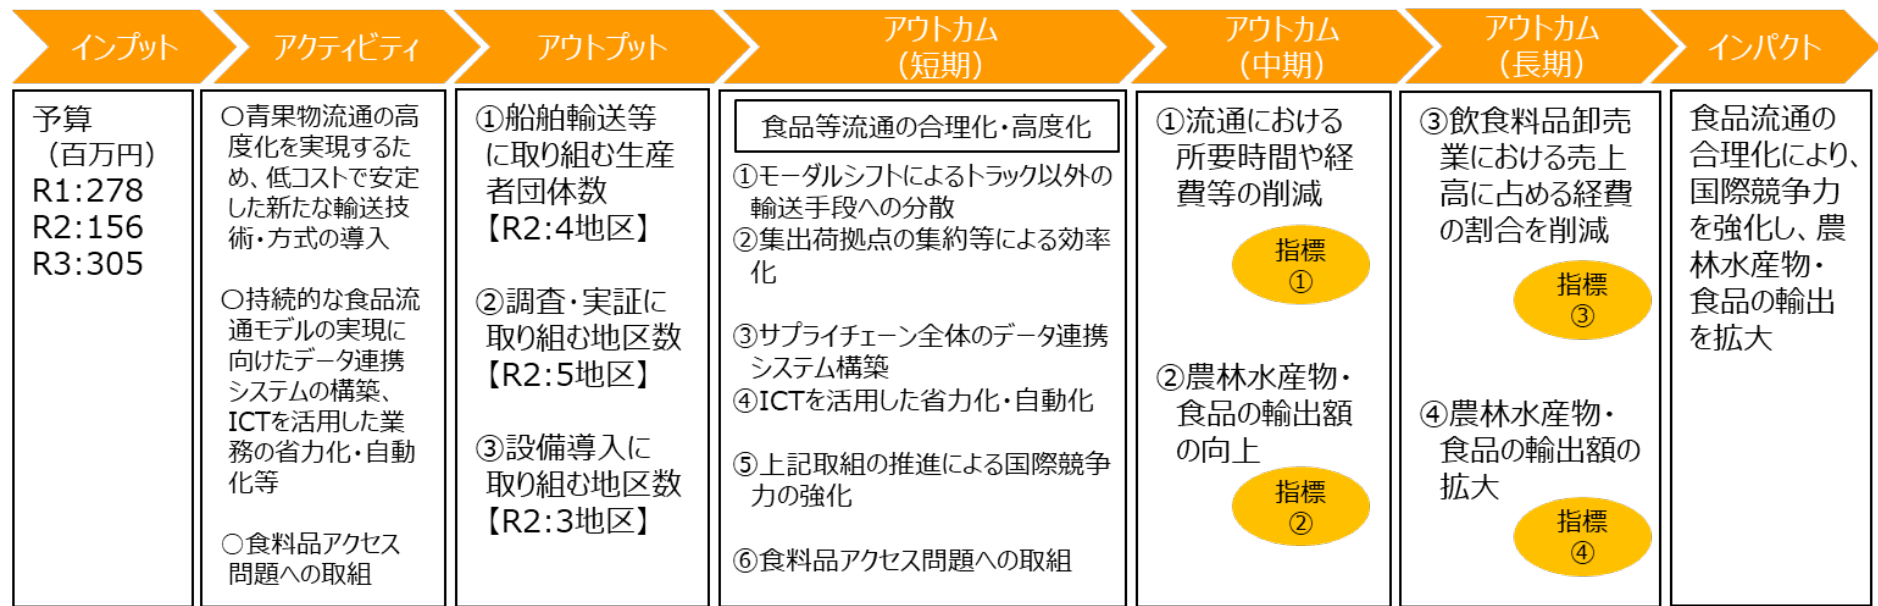 インプット
アクティビティ
アウトプット
アウトカム
(短期)
アウトカム
(中期)
アウトカム
(長期)
インパクト
予算
(百万円)
R1:278
R2:156
R3:305
○青果物流通の高
度化を実現するた
め、低コストで安定
した新たな輸送技
術・方式の導入
○持続的な食品流
通モデルの実現に
向けたデータ連携
システムの構築、
ICTを活用した業
務の省力化・自動
化等
○食料品アクセス
問題への取組
①船舶輸送等
に取り組む生産
者団体数
【R2:4地区】
②調査・実証に
取り組む地区数
【R2:5地区】
③設備導入に
取り組む地区数
【R2:3地区】
食品等流通の合理化・高度化
①モーダルシフトによるトラック以外の
輸送手段への分散
②集出荷拠点の集約等による効率
化
③サプライチェーン全体のデータ連携
システム構築
④ICTを活用した省力化・自動化
⑤上記取組の推進による国際競争
力の強化
⑥食料品アクセス問題への取組
①流通における
所要時間や経
費等の削減
指標
①
②農林水産物・
食品の輸出額
の向上
指標
②
③飲食料品卸売
業における売上
高に占める経費
の割合を削減
指標
③
④農林水産物・
食品の輸出額の
拡大
指標
④
食品流通の
合理化により、
国際競争力
を強化し、農
林水産物・
食品の輸出
を拡大